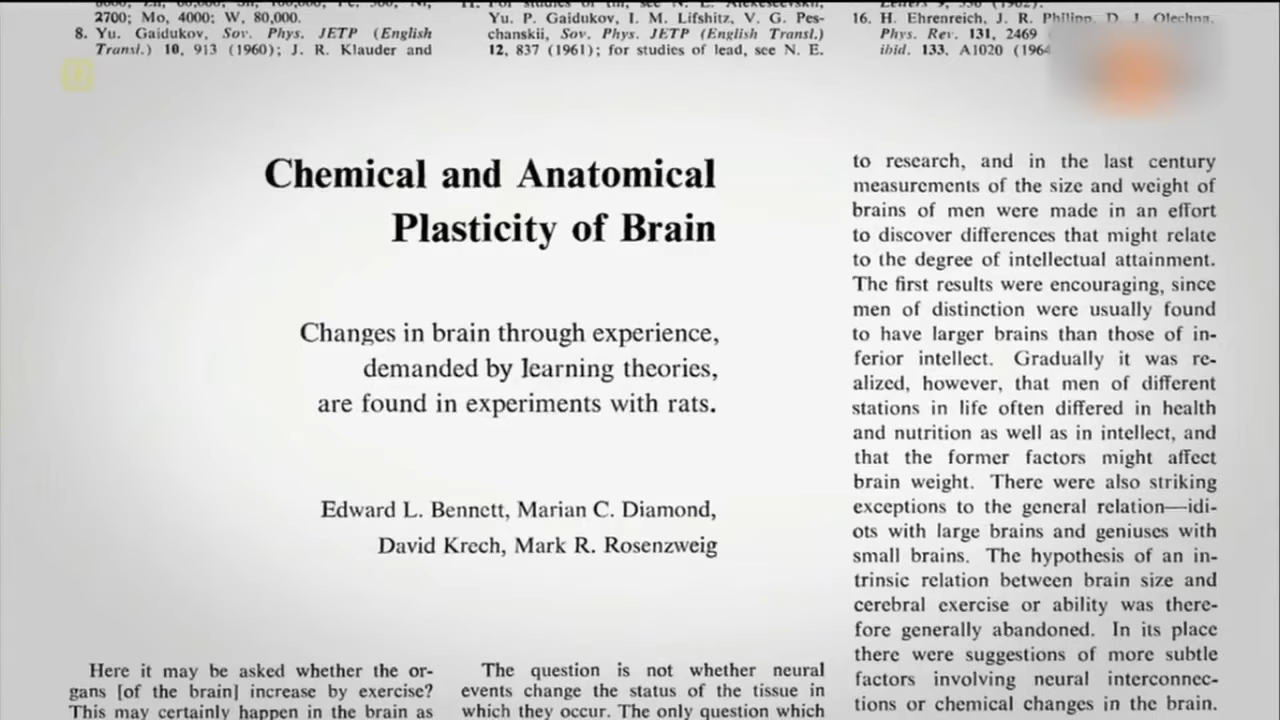 2700; Mo, 4000; W, 80,000.
8. Yu. Gaidukov, Sov. Phys. JETP (English
Transl.) 10, 913 (1960); J. R. Klauder and
Yu. P. Gaidukov, I. M. Lifshitz, V. G. Pes-
chanskii, Sov. Phys. JETP (English Transl.)
12, 837 (1961); for studies of lead, see N. E.
16. H. Ehrenreich, J. R. Philipp, D. J. Olechna,
Phys. Rev. 131, 2469
ibid. 133, A1020 (1964
Chemical and Anatomical
Plasticity of Brain
Changes in brain through experience,
demanded by learning theories,
are found in experiments with rats.
Edward L. Bennett, Marian C. Diamond,
David Krech, Mark R. Rosenzweig
Here it may be asked whether the or-
gans [of the brain] increase by exercise?
This may certainly happen in the brain as
The question is not whether neural
events change the status of the tissue in
which they occur. The only question which
to research, and in the last century
measurements of the size and weight of
brains of men were made in an effort
to discover differences that might relate
to the degree of intellectual attainment.
The first results were encouraging, since
men of distinction were usually found
to have larger brains than those of in-
ferior intellect. Gradually it was re-
alized, however, that men of different
stations in life often differed in health
and nutrition as well as in intellect, and
that the former factors might affect
brain weight. There were also striking
exceptions to the general relation—idi-
ots with large brains and geniuses with
small brains. The hypothesis of an in-
trinsic relation between brain size and
cerebral exercise or ability was there-
fore generally abandoned. In its place
there were suggestions of more subtle
factors involving neural interconnec-
tions or chemical changes in the brain.